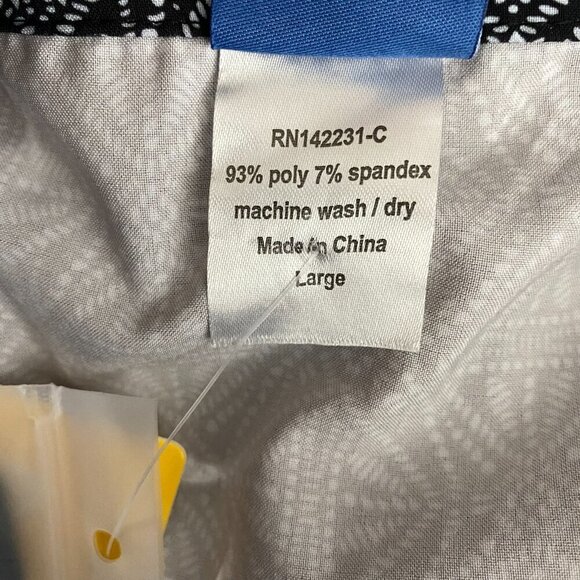 RN142231-C
93% poly 7% spandex
machine wash / dry
Made in China
Large